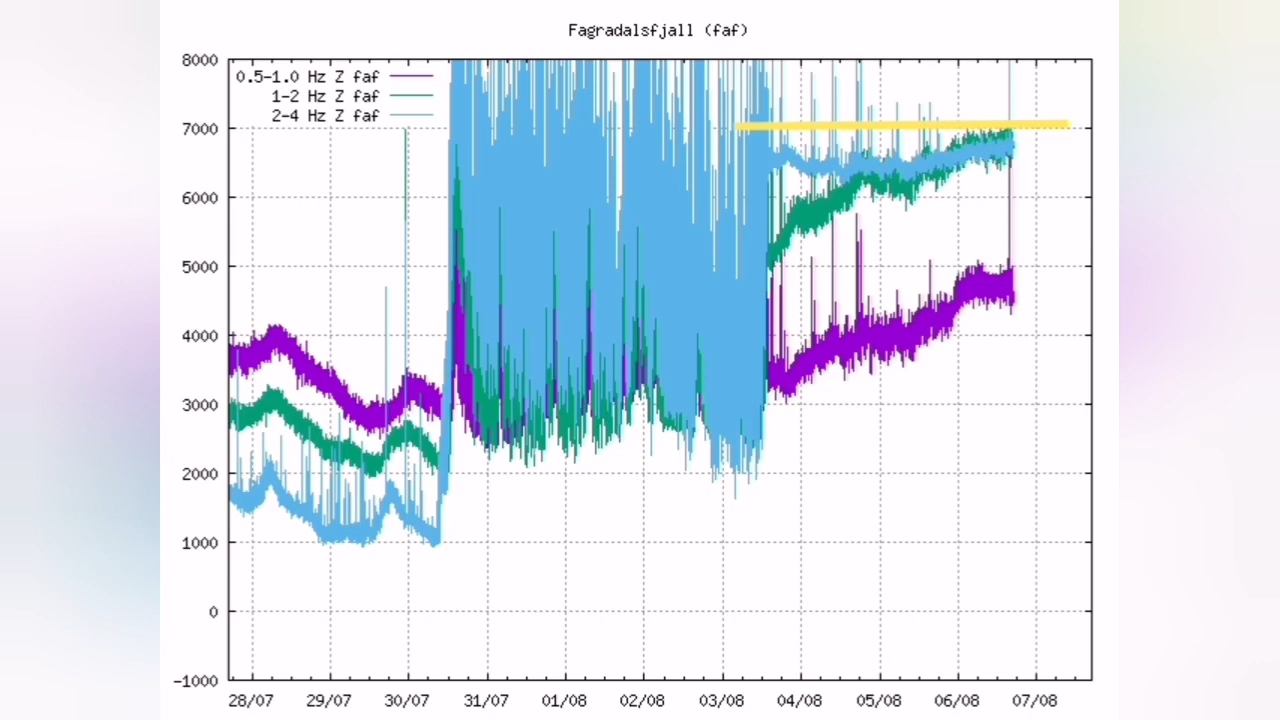 Fagradalsfjall (faf)
8000
0.5-1.0 Hz Z faf
1-2 Hz Z faf
2-4 Hz Z faf
7000
6000
5000
4000
3000
2000
1000
0
-1000
28/07 29/07 30/07 31/07 01/08 02/08 03/08 04/08 05/08 06/08 07/08